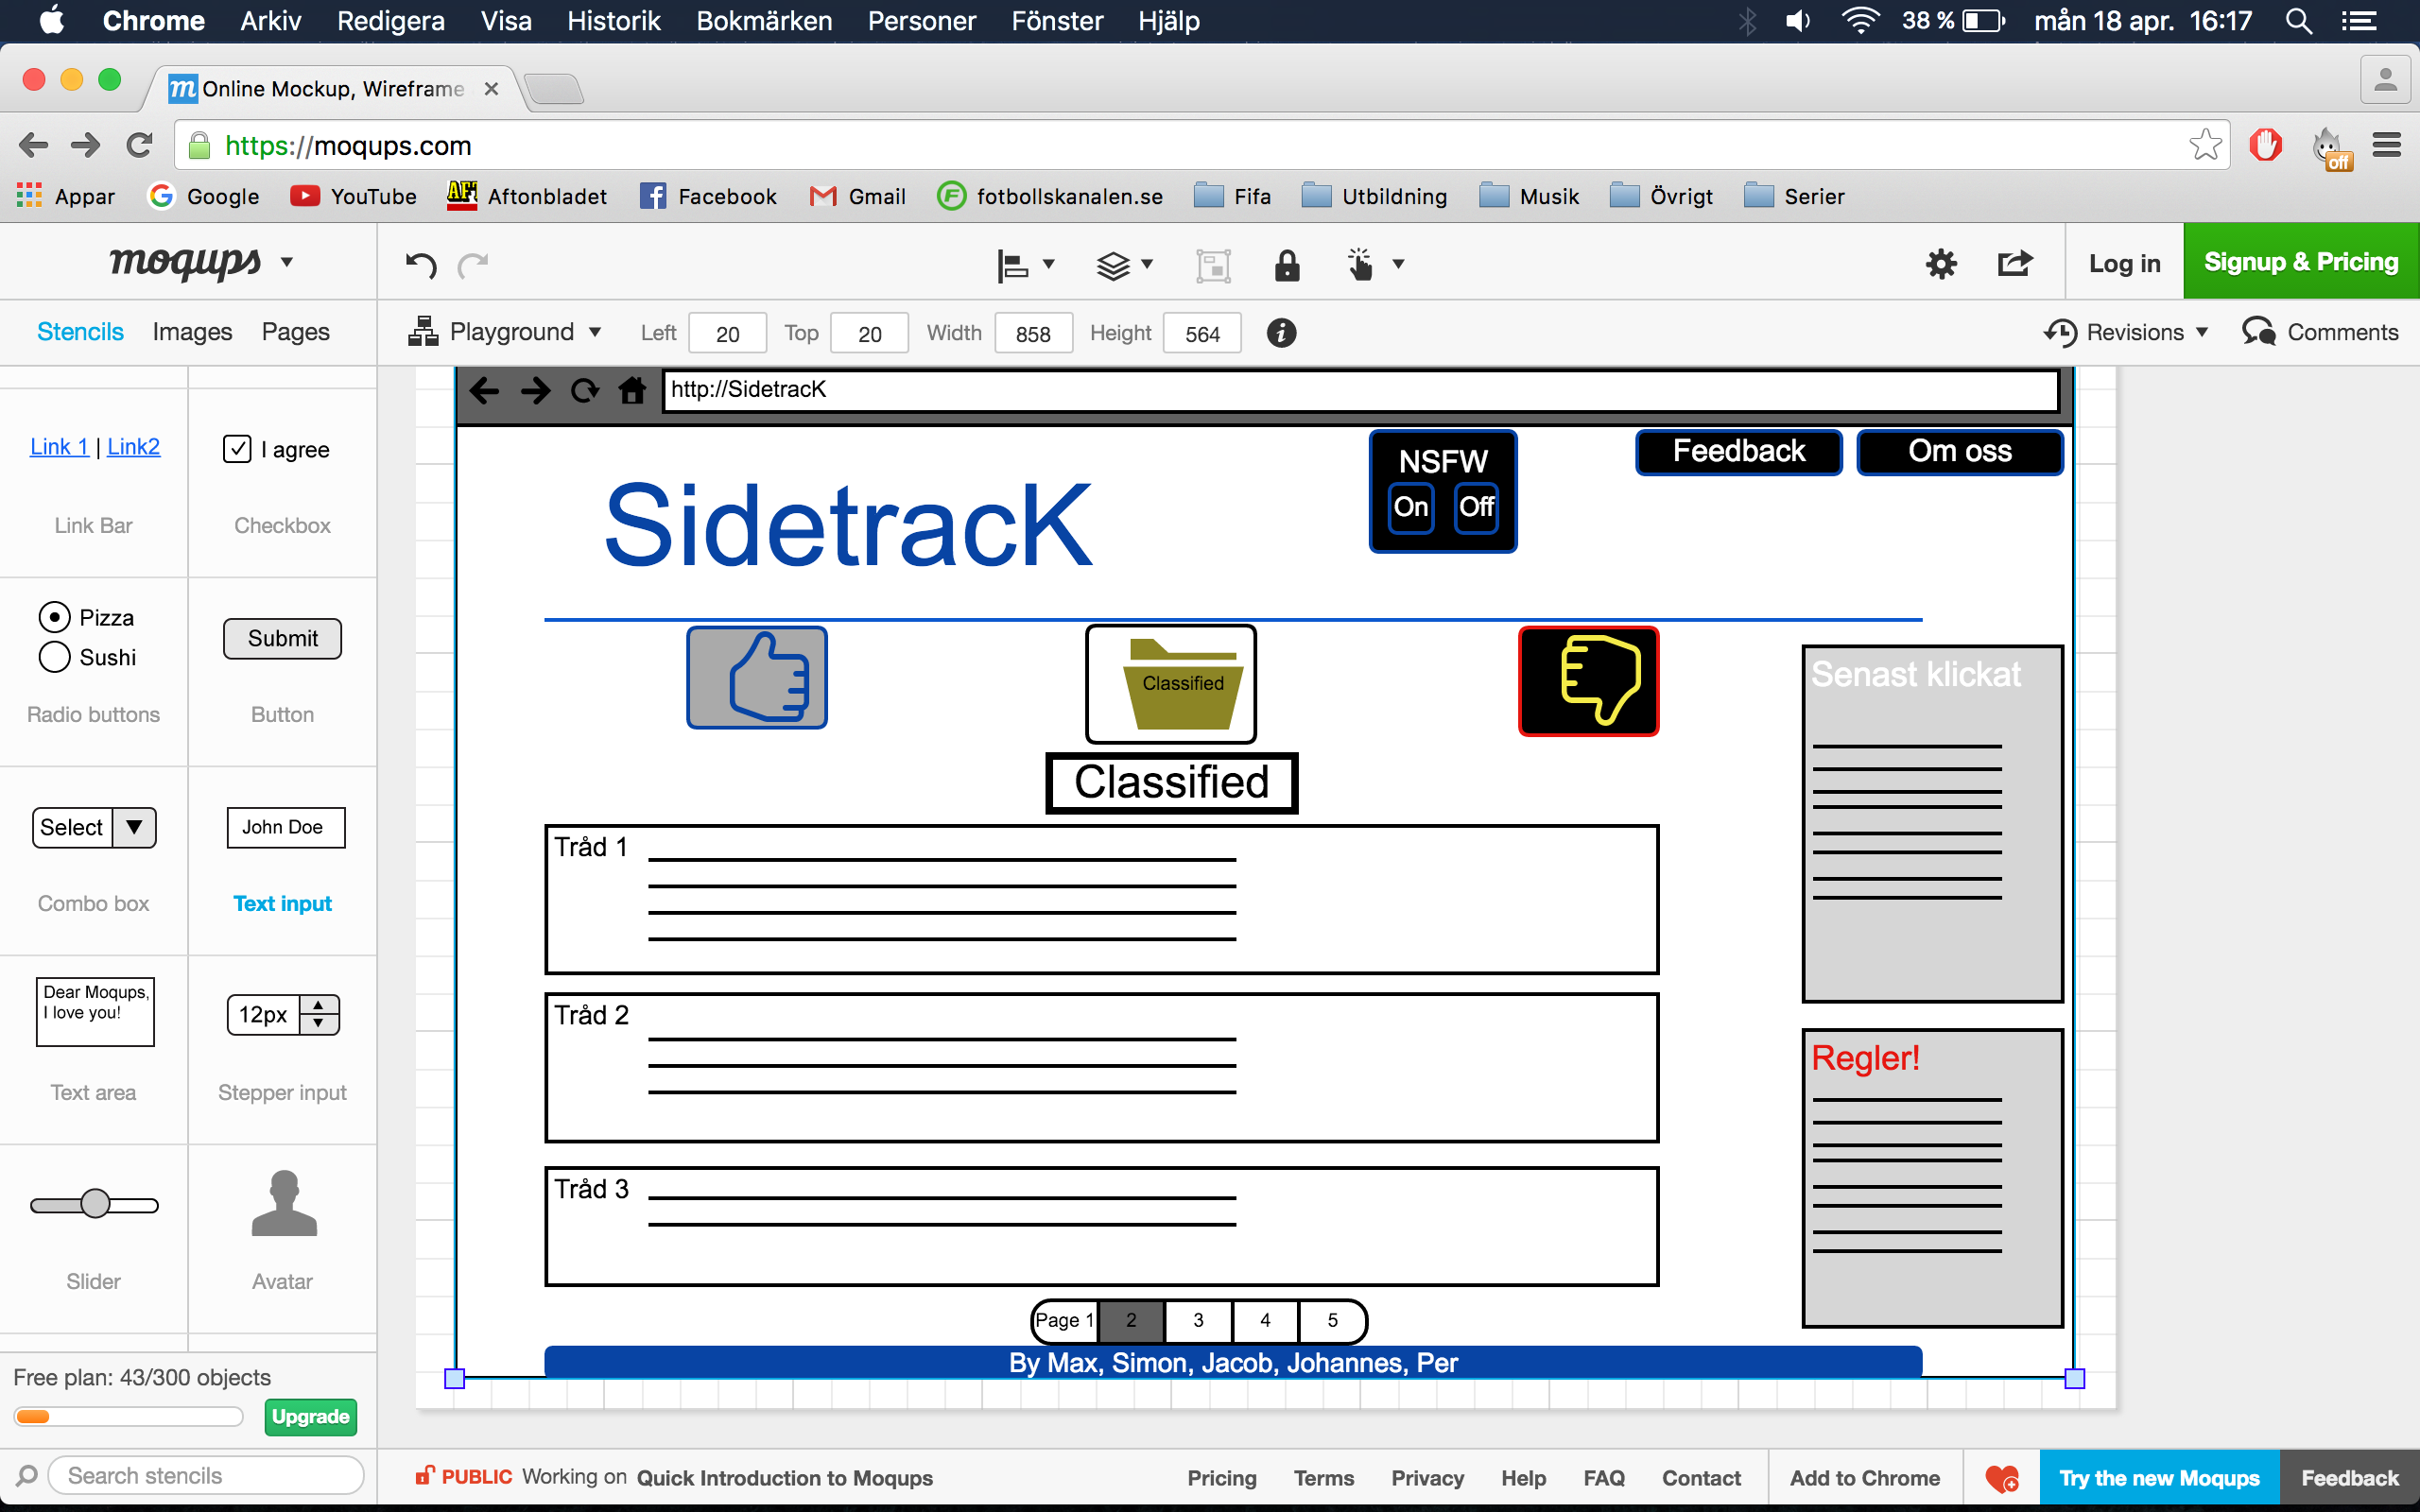 Chrome Arkiv Redigera Visa Historik Bokmärken Personer Fönster Hjälp 38 % mån 18 apr. 16:17
m Online Mockup, Wireframe
https://moqups.com
off
Appar Google YouTube Aftonbladet Facebook Gmail fotbollskanalen.se Fifa Utbildning Musik Övrigt Serier
moqups Log in Signup & Pricing
Stencils Images Pages Playground Left 20 Top 20 Width 858 Height 564 Revisions Comments
http://SidetracK
Link 1 | Link2
I agree
Link Bar
Checkbox
Pizza
Sushi
Submit
Radio buttons
Button
Select
John Doe
Combo box
Text input
Dear Moqups,
I love you!
12px
Text area
Stepper input
Slider
Avatar
Free plan: 43/300 objects
Upgrade
Search stencils
SidetracK
NSFW
On Off
Feedback
Om oss
Classified
Classified
Tråd 1
Tråd 2
Tråd 3
Senast klickat
Regler!
Page 1 2 3 4 5
By Max, Simon, Jacob, Johannes, Per
PUBLIC Working on Quick Introduction to Moqups Pricing Terms Privacy Help FAQ Contact Add to Chrome Try the new Moqups Feedback